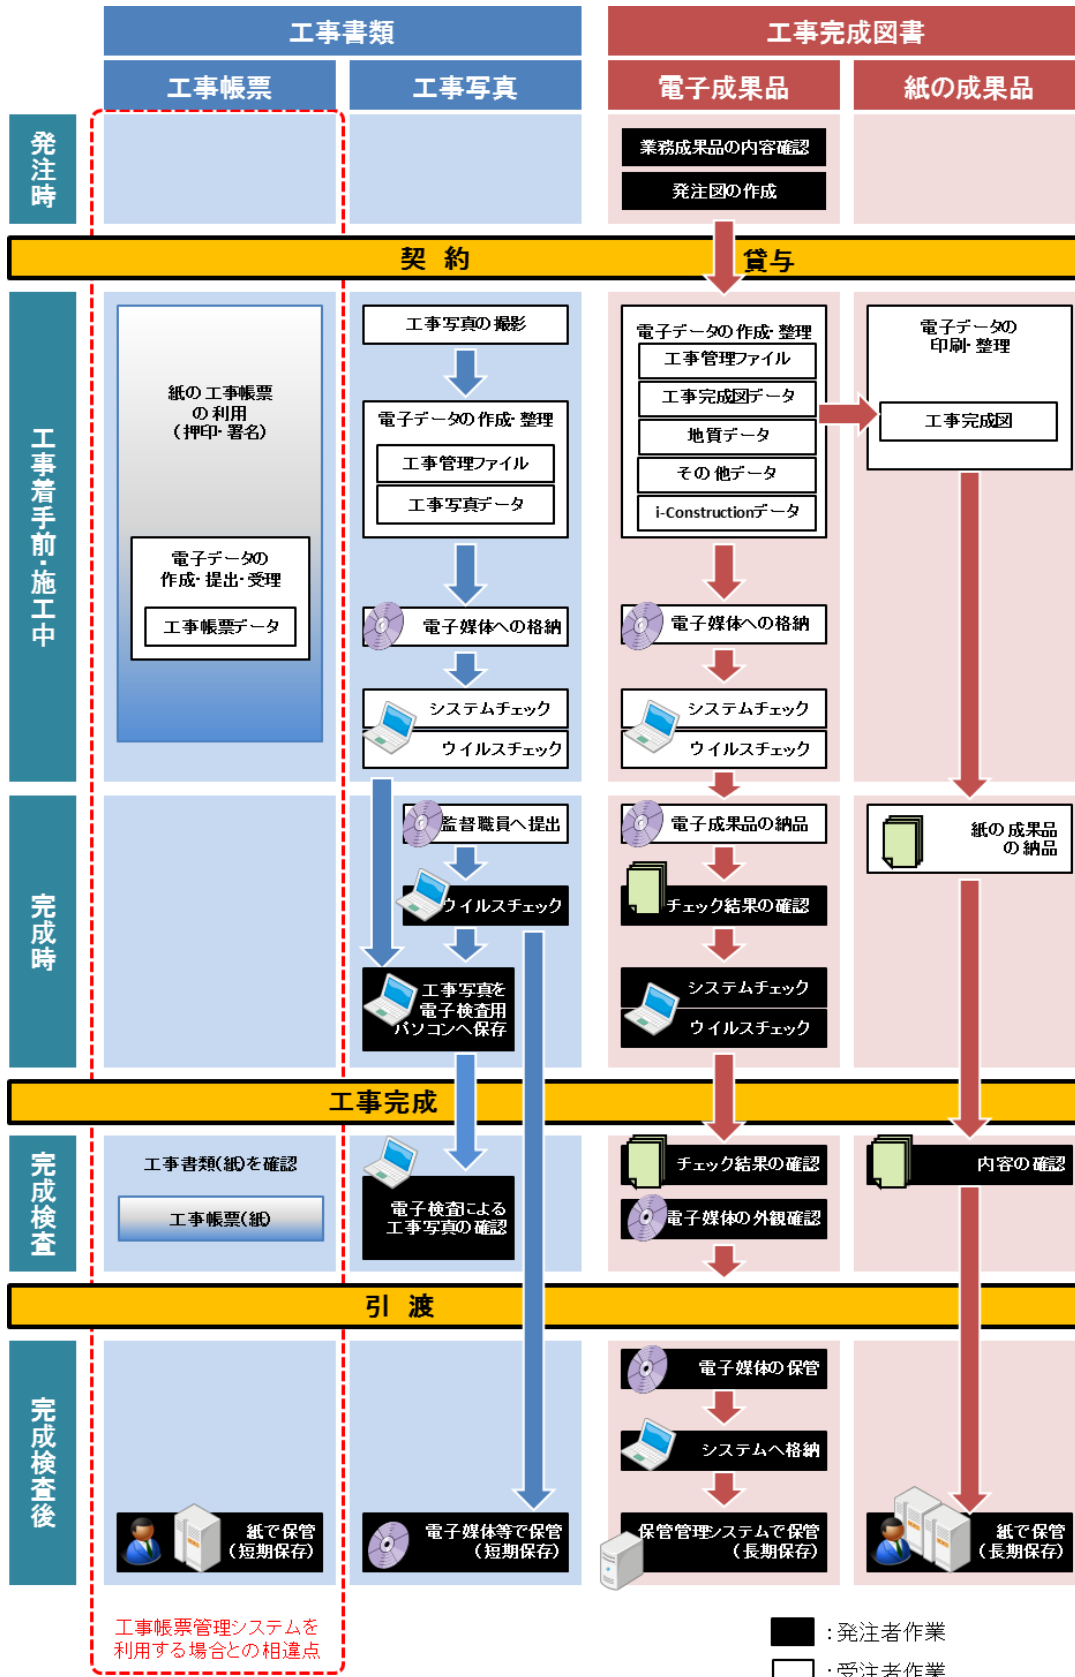 工事書類
工事完成図書
工事帳票
工事写真
電子成果品
紙の成果品
発注時
業務成果品の内容確認
発注図の作成
契 約
貸与
工事着手前・施工中
紙の工事帳票
の利用
(押印・署名)
電子データの
作成・提出・受理
工事帳票データ
工事写真の撮影
電子データの作成・整理
工事管理ファイル
工事写真データ
電子媒体への格納
システムチェック
ウイルスチェック
電子データの作成・整理
工事管理ファイル
工事完成図データ
地質データ
その他データ
i-Constructionデータ
電子媒体への格納
システムチェック
ウイルスチェック
電子データの
印刷・整理
工事完成図
完成時
監督職員へ提出
ウイルスチェック
工事写真を
電子検査用
パソコンへ保存
電子成果品の納品
チェック結果の確認
システムチェック
ウイルスチェック
紙の成果品
の納品
工事完成
完成検査
工事書類(紙)を確認
工事帳票(紙)
電子検査による
工事写真の確認
チェック結果の確認
電子媒体の外観確認
内容の確認
引 渡
完成検査後
紙で保管
(短期保存)
電子媒体等で保管
(短期保存)
電子媒体の保管
システムへ格納
保管管理システムで保管
(長期保存)
紙で保管
(長期保存)
工事帳票管理システムを
利用する場合との相違点
：発注者作業
：受注者作業